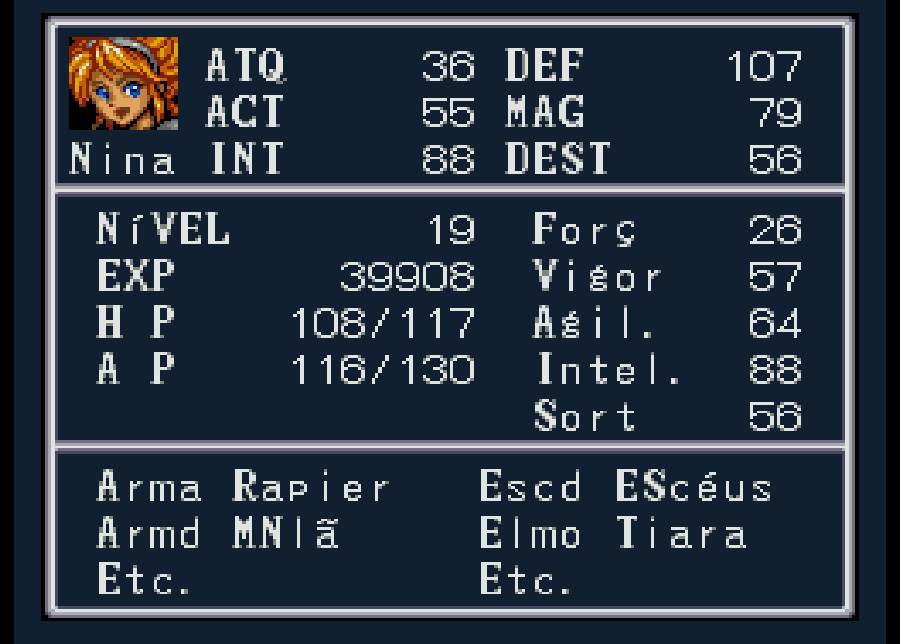 ATQ 36 DEF 107
ACT 55 MAG 79
Nina INT 88 DEST 56
NíVEL 19 Forç 26
EXP 39908 Vigor 57
H P 108/117 Agil. 64
A P 116/130 Intel. 88
Sort 56
Arma Rapier Escd EScéus
Armd MNlã Elmo Tiara
Etc. Etc.